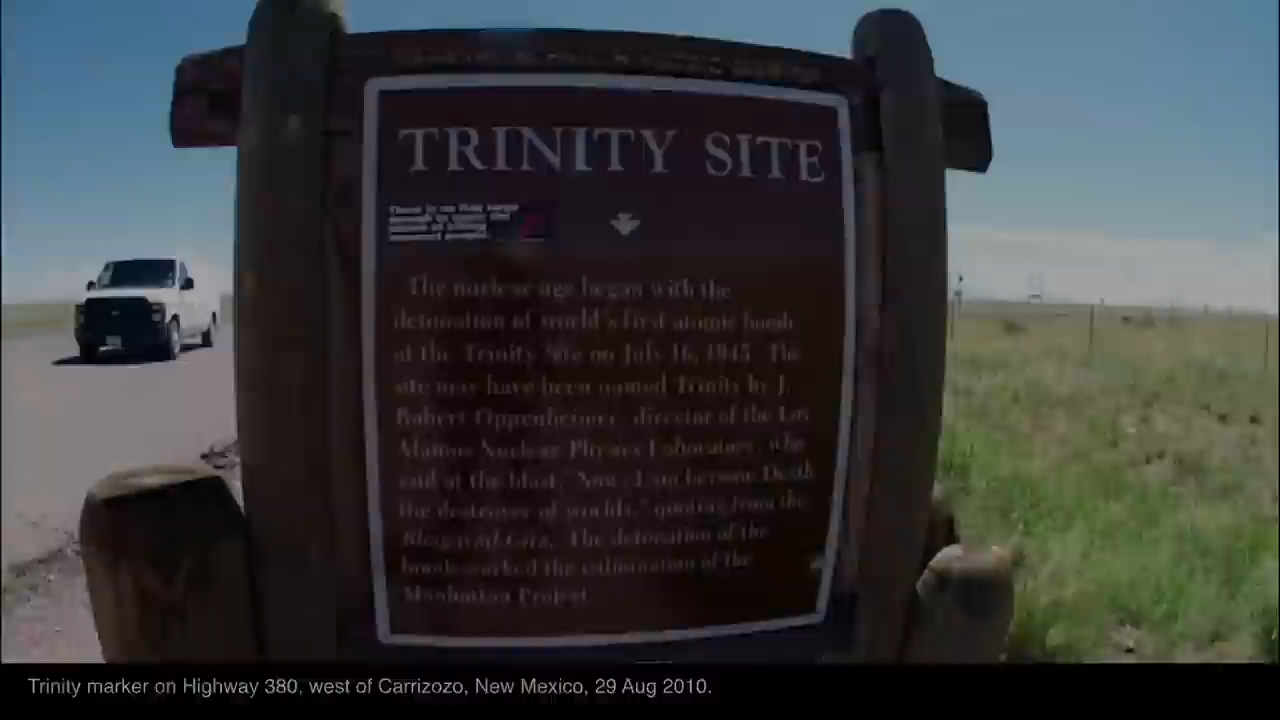 TRINITY SITE
The nuclear age began with the
detonation of world's first atomic bomb
at the Trinity Site on July 16, 1945. The
site may have been named Trinity by J.
Robert Oppenheimer, director of the Los
Alamos Nuclear Physics Laboratory, who
said at the blast, "Now, I am become Death
the destroyer of worlds," quoting from the
Bhagavad Gita. The detonation of the
bomb marked the culmination of the
Manhattan Project.
Trinity marker on Highway 380, west of Carrizozo, New Mexico, 29 Aug 2010.